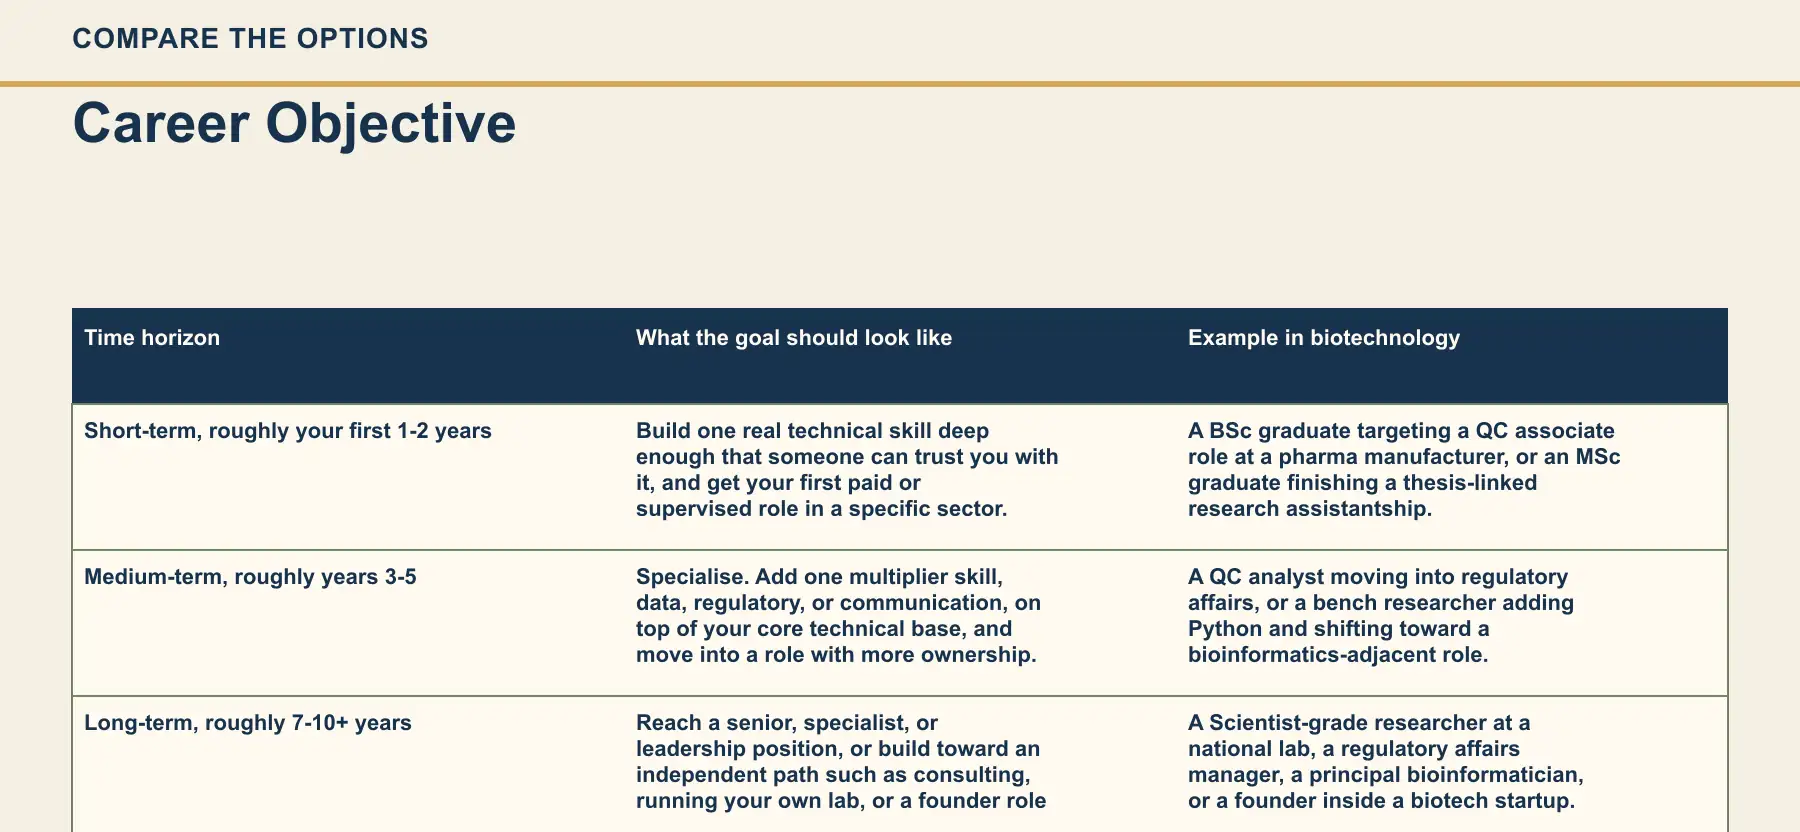 COMPARE THE OPTIONS
Career Objective
Time horizon
What the goal should look like
Example in biotechnology
Short-term, roughly your first 1-2 years
Build one real technical skill deep
enough that someone can trust you with
it, and get your first paid or
supervised role in a specific sector.
A BSc graduate targeting a QC associate
role at a pharma manufacturer, or an MSc
graduate finishing a thesis-linked
research assistantship.
Medium-term, roughly years 3-5
Specialise. Add one multiplier skill,
data, regulatory, or communication, on
top of your core technical base, and
move into a role with more ownership.
A QC analyst moving into regulatory
affairs, or a bench researcher adding
Python and shifting toward a
bioinformatics-adjacent role.
Long-term, roughly 7-10+ years
Reach a senior, specialist, or
leadership position, or build toward an
independent path such as consulting,
running your own lab, or a founder role
A Scientist-grade researcher at a
national lab, a regulatory affairs
manager, a principal bioinformatician,
or a founder inside a biotech startup.